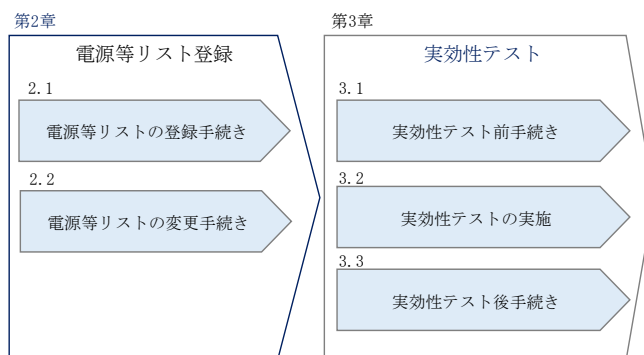 第2章
電源等リスト登録
2.1
電源等リストの登録手続き
2.2
電源等リストの変更手続き
第3章
実効性テスト
3.1
実効性テスト前手続き
3.2
実効性テストの実施
3.3
実効性テスト後手続き